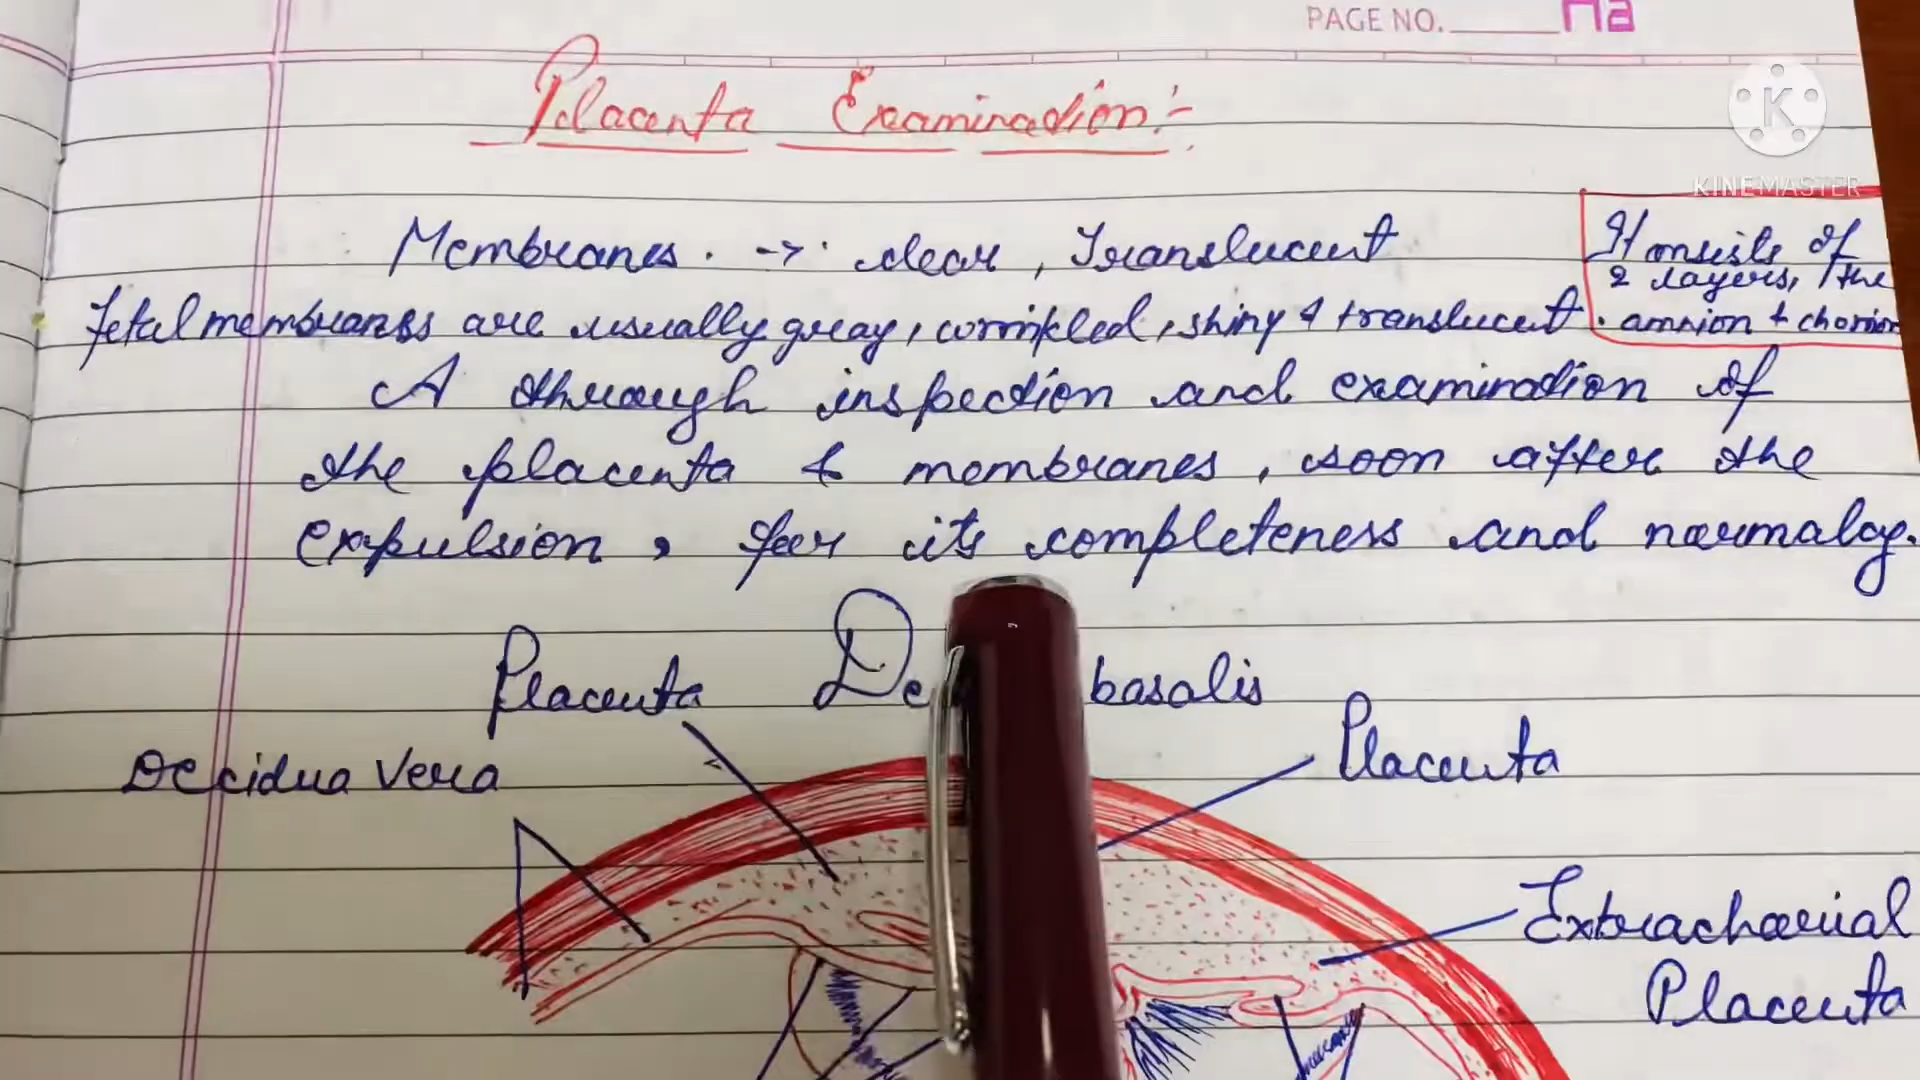 PAGE NO.
Placenta Examination:-
KINEMASTER
Membranes. -> clear, Translucent
It consists of
2 layers, the
amnion + chorion
Fetal membranes are usually gray, wrinkled, shiny & translucent.
A through inspection and examination of
the placenta & membranes, soon after the
expulsion, for its completeness and normalcy.
Placenta
basalis
Placenta
Decidua Vera
Extrachorial
Placenta